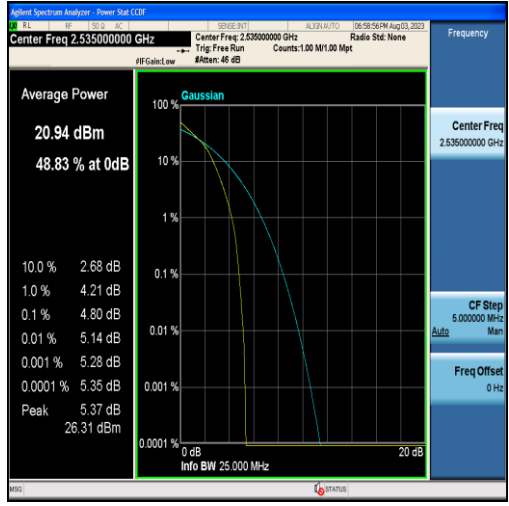 Agilent Spectrum Analyzer - Power Stat CCDF
RL RF 50 Ω AC SENSE:INT ALIGN AUTO 06:58:56 PM Aug 03, 2023
Center Freq 2.535000000 GHz
Center Freq: 2.535000000 GHz Radio Std: None
Trig: Free Run Counts:1.00 M/1.00 Mpt
#IFGain:Low #Atten: 46 dB
Frequency
Average Power
20.94 dBm
48.83 % at 0dB
10.0 % 2.68 dB
1.0 % 4.21 dB
0.1 % 4.80 dB
0.01 % 5.14 dB
0.001 % 5.28 dB
0.0001 % 5.35 dB
Peak 5.37 dB
26.31 dBm
Gaussian
100 %
10 %
1 %
0.1 %
0.01 %
0.001 %
0.0001 %
0 dB 20 dB
Info BW 25.000 MHz
Center Freq
2.535000000 GHz
CF Step
5.000000 MHz
Auto Man
Freq Offset
0 Hz
MSG STATUS